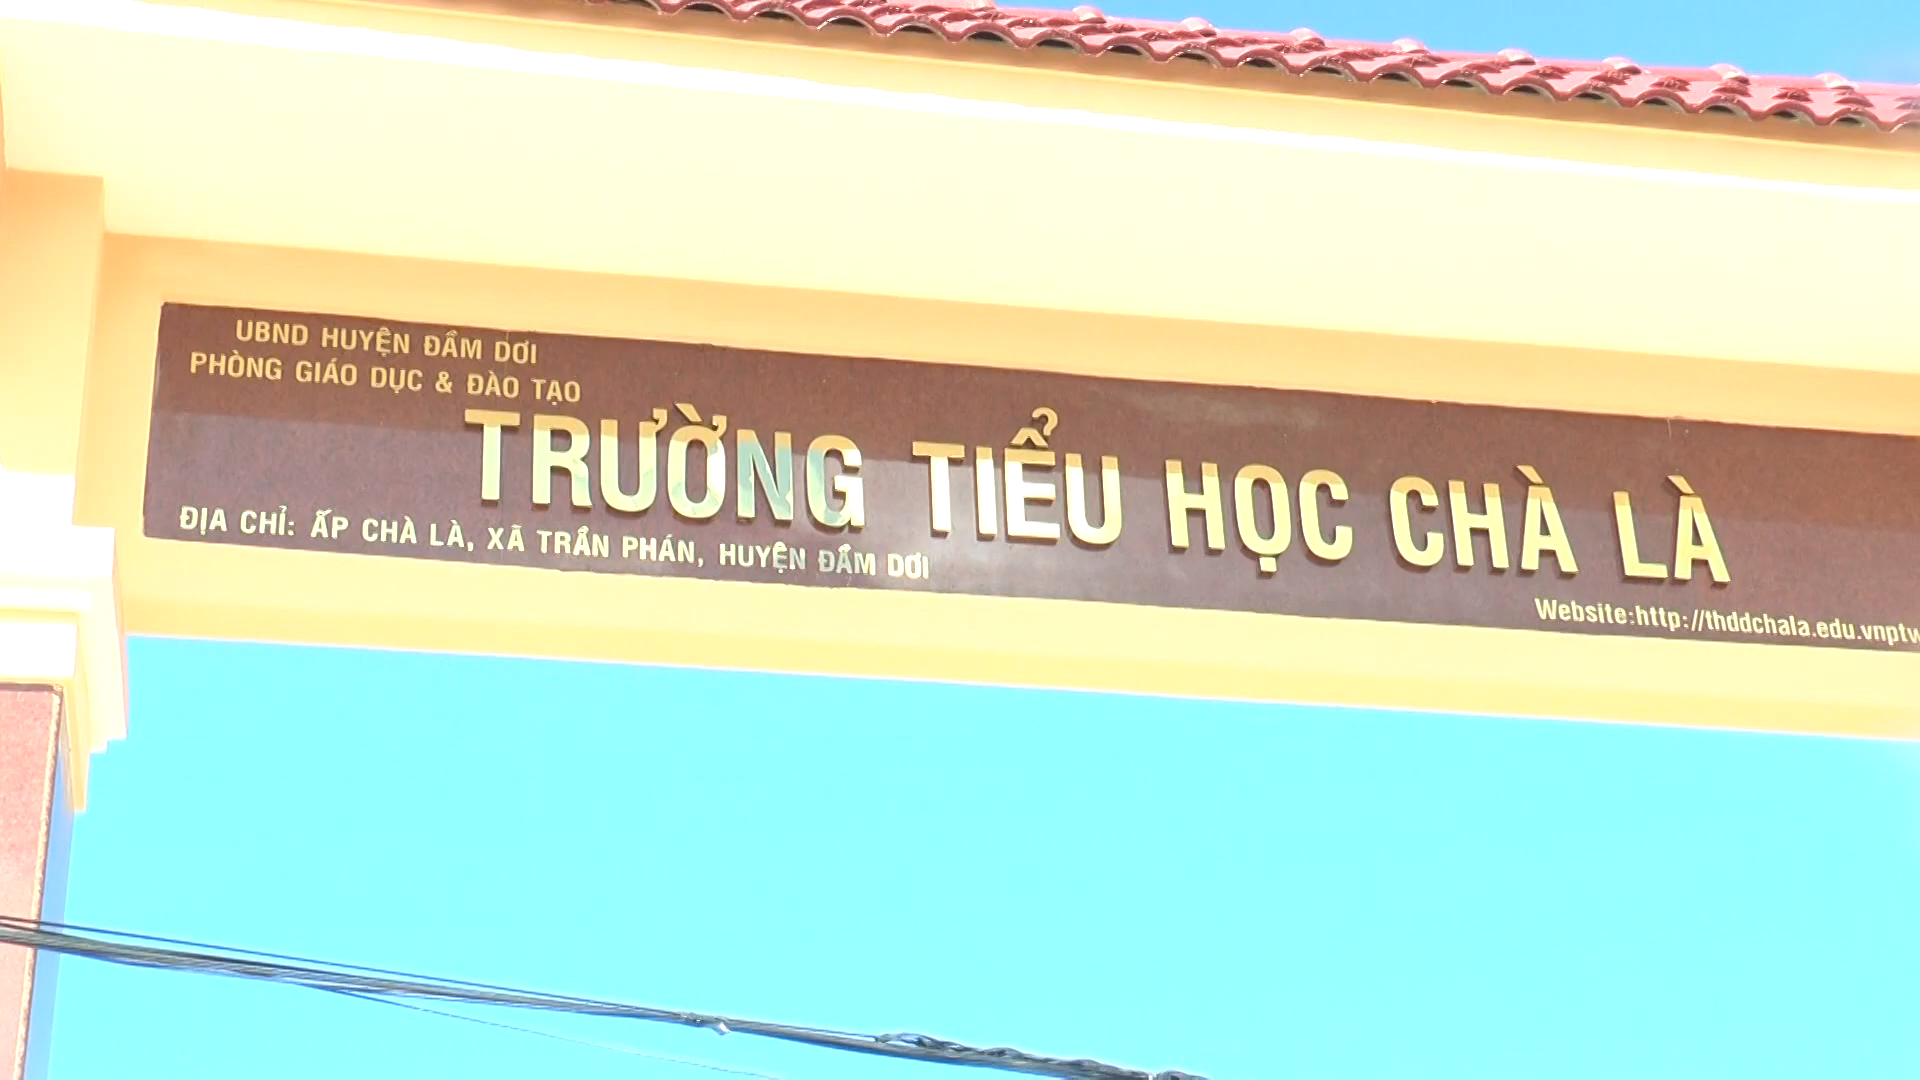 UBND HUYỆN ĐẦM DƠI
PHÒNG GIÁO DỤC & ĐÀO TẠO
TRƯỜNG TIỂU HỌC CHÀ LÀ
ĐỊA CHỈ: ẤP CHÀ LÀ, XÃ TRẦN PHÁN, HUYỆN ĐẦM DƠI
Website:http://thddchala.edu.vnptw